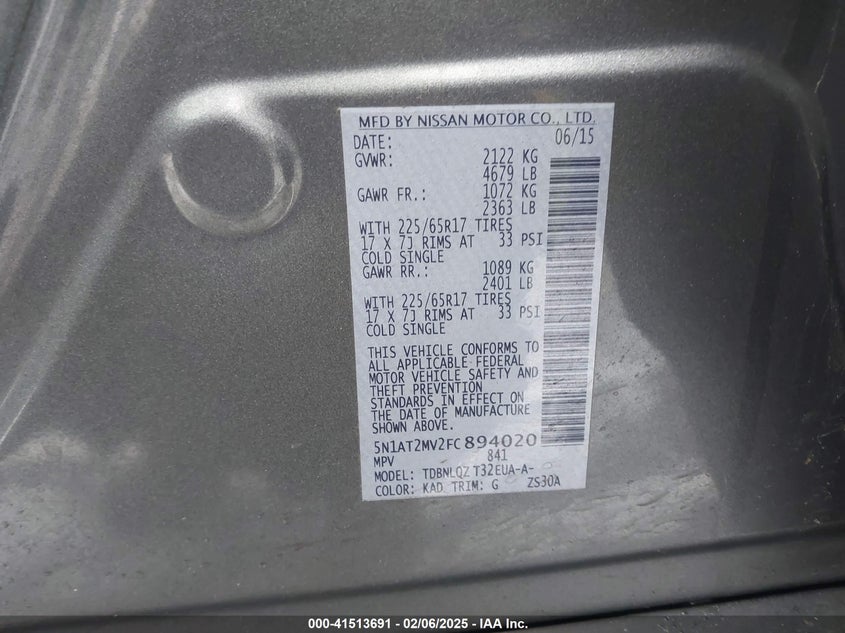 MFD BY NISSAN MOTOR CO., LTD.
DATE: 06/15
GVWR: 2122 KG
4679 LB
GAWR FR.: 1072 KG
2363 LB
WITH 225/65R17 TIRES
17 X 7J RIMS AT 33 PSI
COLD SINGLE
GAWR RR.: 1089 KG
2401 LB
WITH 225/65R17 TIRES
17 X 7J RIMS AT 33 PSI
COLD SINGLE
THIS VEHICLE CONFORMS TO
ALL APPLICABLE FEDERAL
MOTOR VEHICLE SAFETY AND
THEFT PREVENTION
STANDARDS IN EFFECT ON
THE DATE OF MANUFACTURE
SHOWN ABOVE.
5N1AT2MV2FC894020
MPV 841
MODEL: TDBNLQZ T32EUA-A-
COLOR: KAD TRIM: G ZS30A
000-41513691 - 02/06/2025 - IAA Inc.